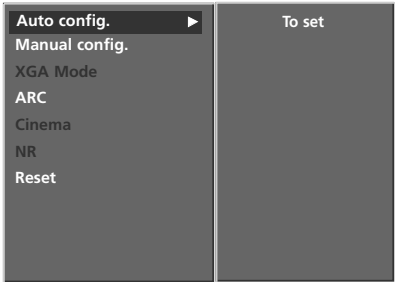 Auto config.
To set
Manual config.
XGA Mode
ARC
Cinema
NR
Reset